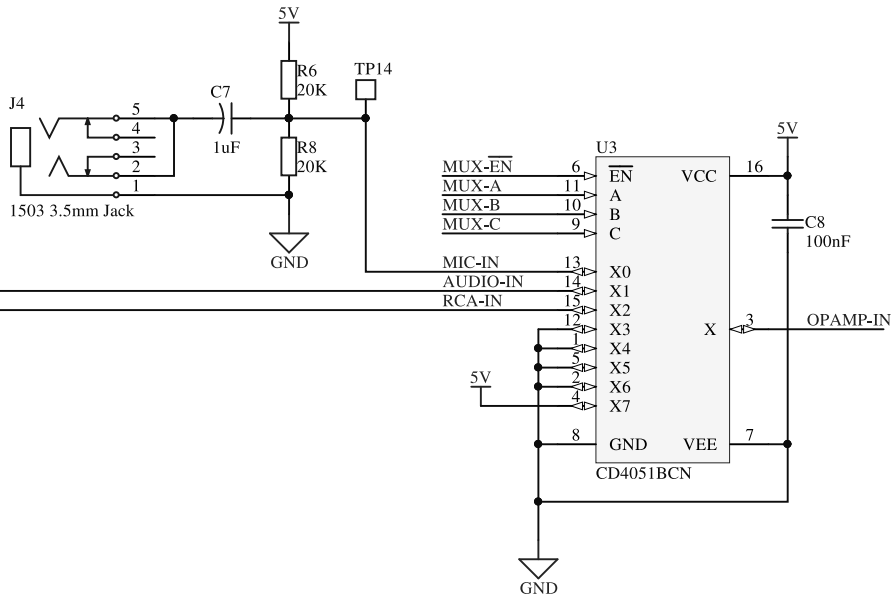 5V
R6
20K
TP14
J4
C7
1uF
5
4
3
2
1
R8
20K
1503 3.5mm Jack
GND
U3
5V
MUX-EN 6 EN VCC 16
MUX-A 11 A
MUX-B 10 B
MUX-C 9 C
C8
100nF
MIC-IN 13 X0
AUDIO-IN 14 X1
RCA-IN 15 X2
12 X3 X 3 OPAMP-IN
1 X4
5 X5
2 X6
5V 4 X7
8 GND VEE 7
CD4051BCN
GND